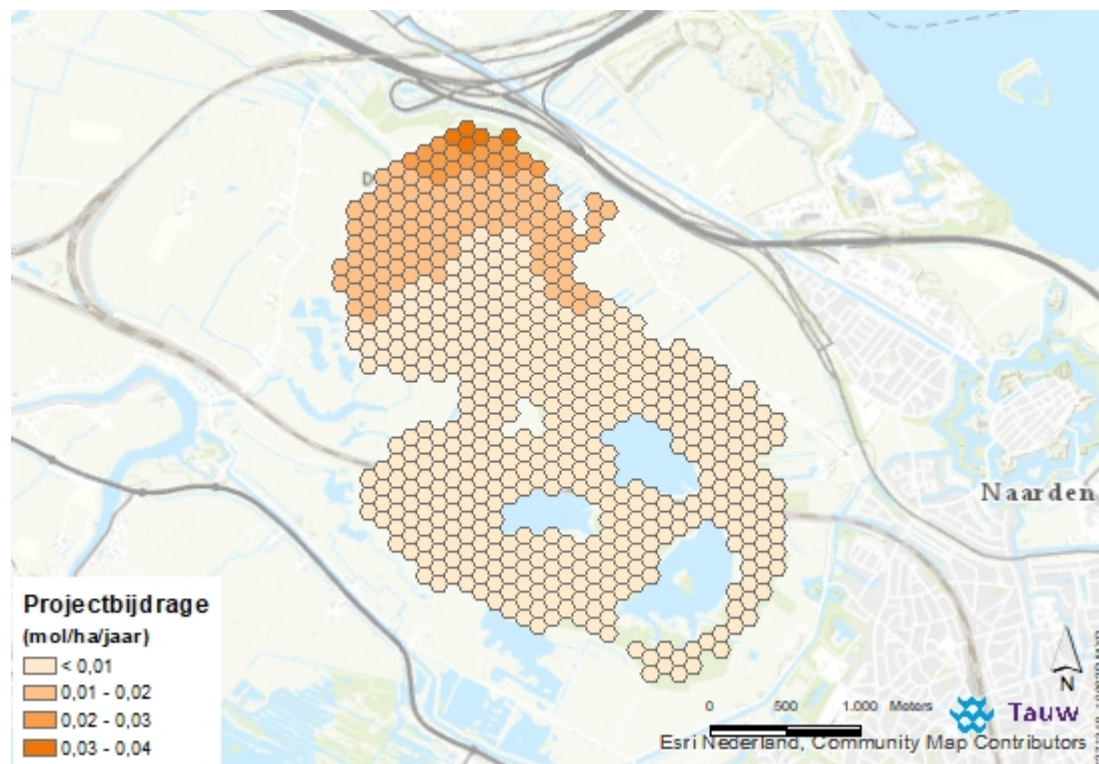 Naarden
Projectbijdrage
(mol/ha/jaar)
< 0,01
0,01 - 0,02
0,02 - 0,03
0,03 - 0,04
N
0 500 1.000 Meters
Tauw
Esri Nederland, Community Map Contributors